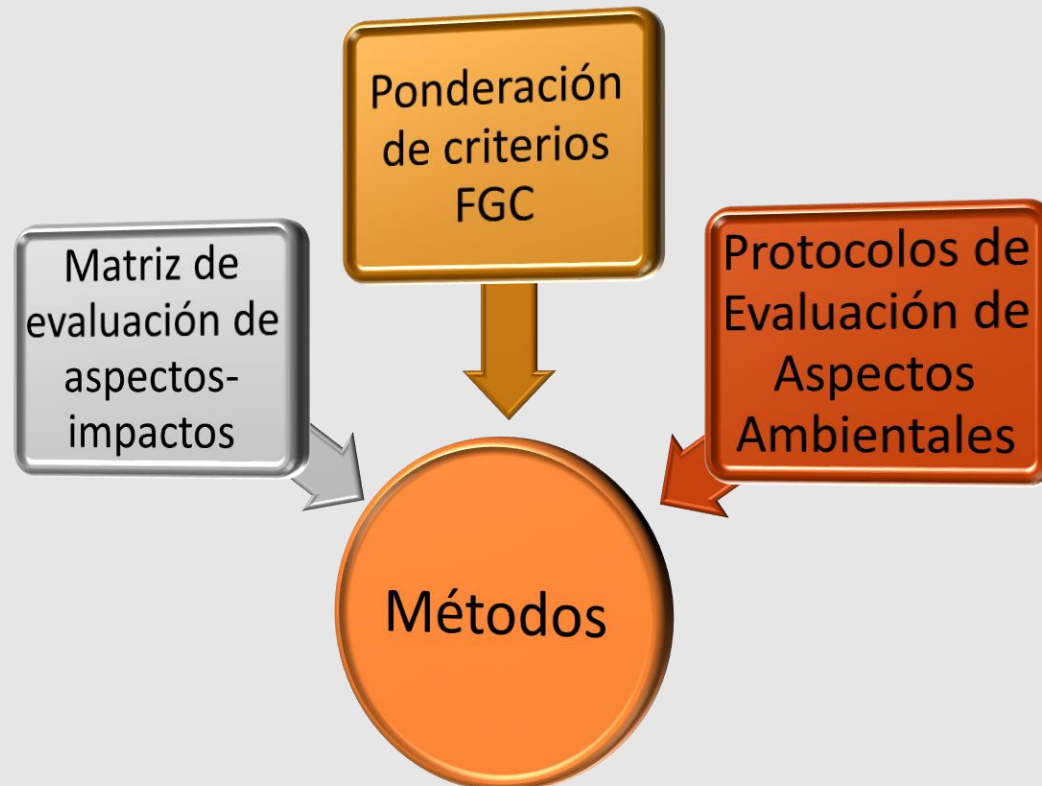 Ponderación
de criterios
FGC
Matriz de
evaluación de
aspectos-
impactos
Protocolos de
Evaluación de
Aspectos
Ambientales
Métodos